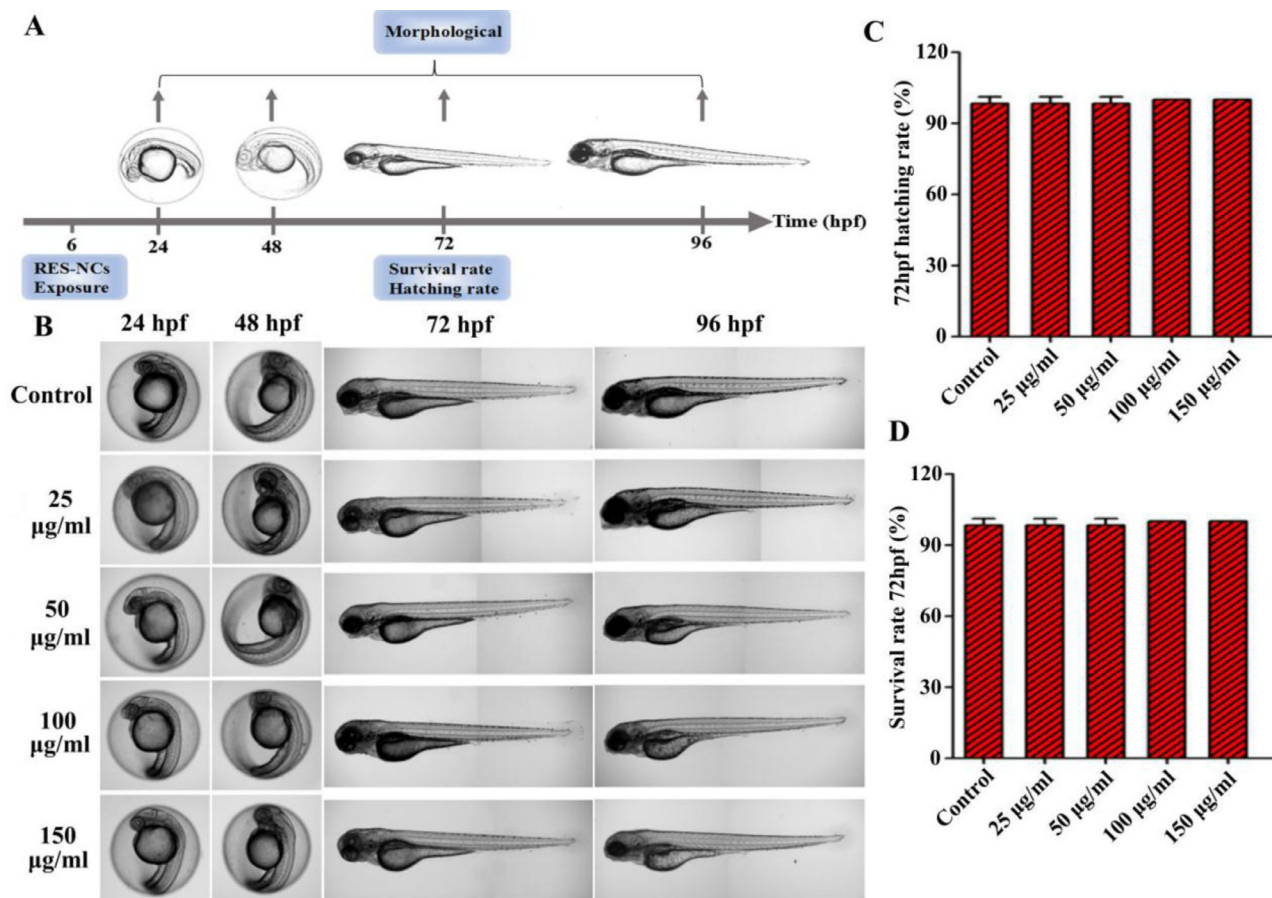 A
Morphological
Time (hpf)
6
24
48
72
96
RES-NCs
Exposure
Survival rate
Hatching rate
B
24 hpf
48 hpf
72 hpf
96 hpf
Control
25
µg/ml
50
µg/ml
100
µg/ml
150
µg/ml
C
72hpf hatching rate (%)
120
90
60
30
0
Control
25 µg/ml
50 µg/ml
100 µg/ml
150 µg/ml
D
Survival rate 72hpf (%)
120
90
60
30
0
Control
25 µg/ml
50 µg/ml
100 µg/ml
150 µg/ml